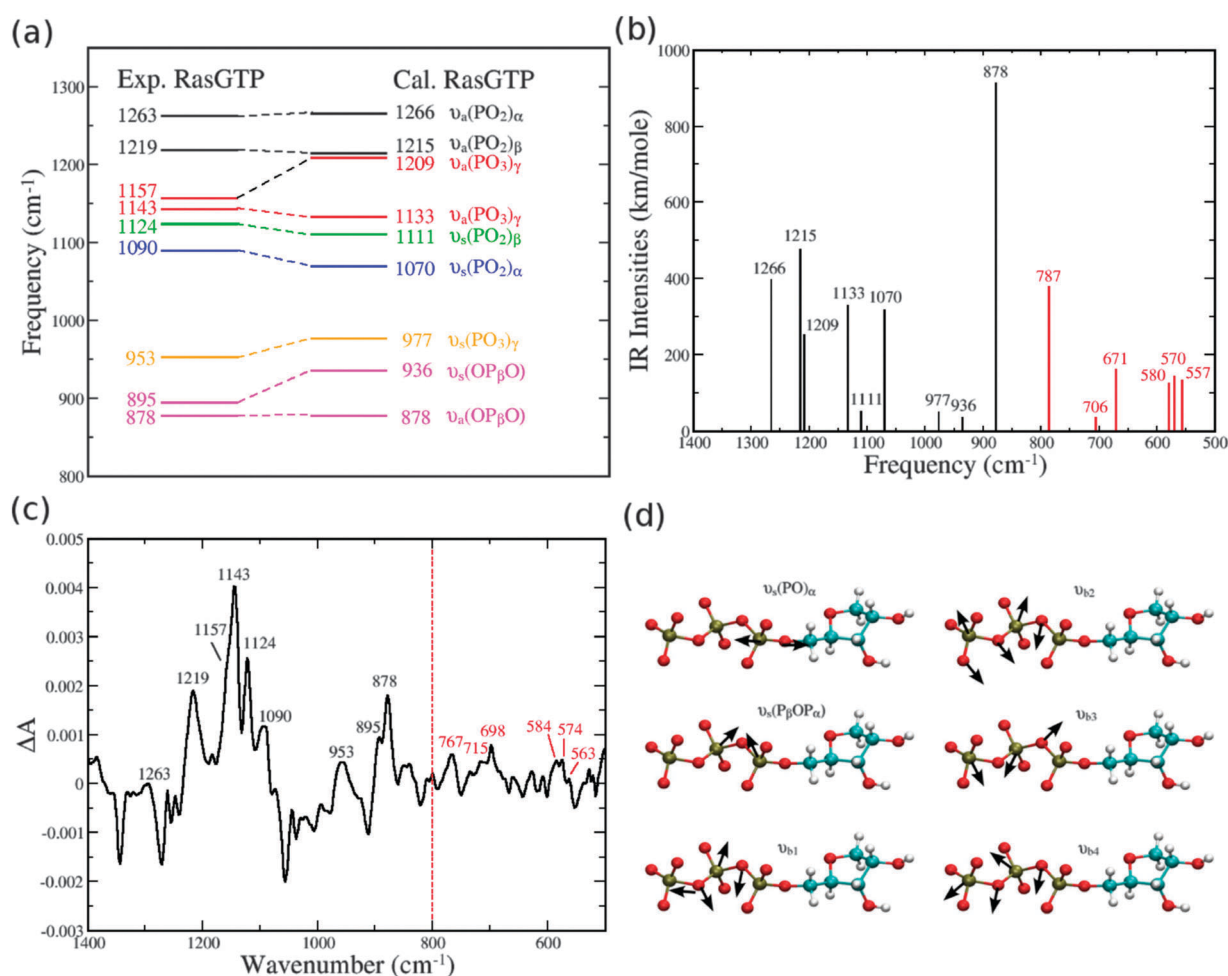 (a)
Exp. RasGTP
Cal. RasGTP
1300
1200
1100
1000
900
800
Frequency (cm⁻¹)
1263
1219
1157
1143
1124
1090
953
895
878
1266 υa(PO2)α
1215 υa(PO2)β
1209 υa(PO3)γ
1133 υa(PO3)γ
1111 υs(PO2)β
1070 υs(PO2)α
977 υs(PO3)γ
936 υs(OPβO)
878 υa(OPβO)
(b)
1000
800
600
400
200
0
IR Intensities (km/mole)
1266
1215
1209
1133
1111
1070
977
936
878
787
706
671
580
570
557
1400 1300 1200 1100 1000 900 800 700 600 500
Frequency (cm⁻¹)
(c)
0.005
0.004
0.003
0.002
0.001
0
-0.001
-0.002
-0.003
ΔA
1263
1219
1157
1143
1124
1090
953
895
878
767
715
698
584
574
563
1400 1200 1000 800 600
Wavenumber (cm⁻¹)
(d)
υs(PO)α
υb2
υs(PβOPα)
υb3
υb1
υb4